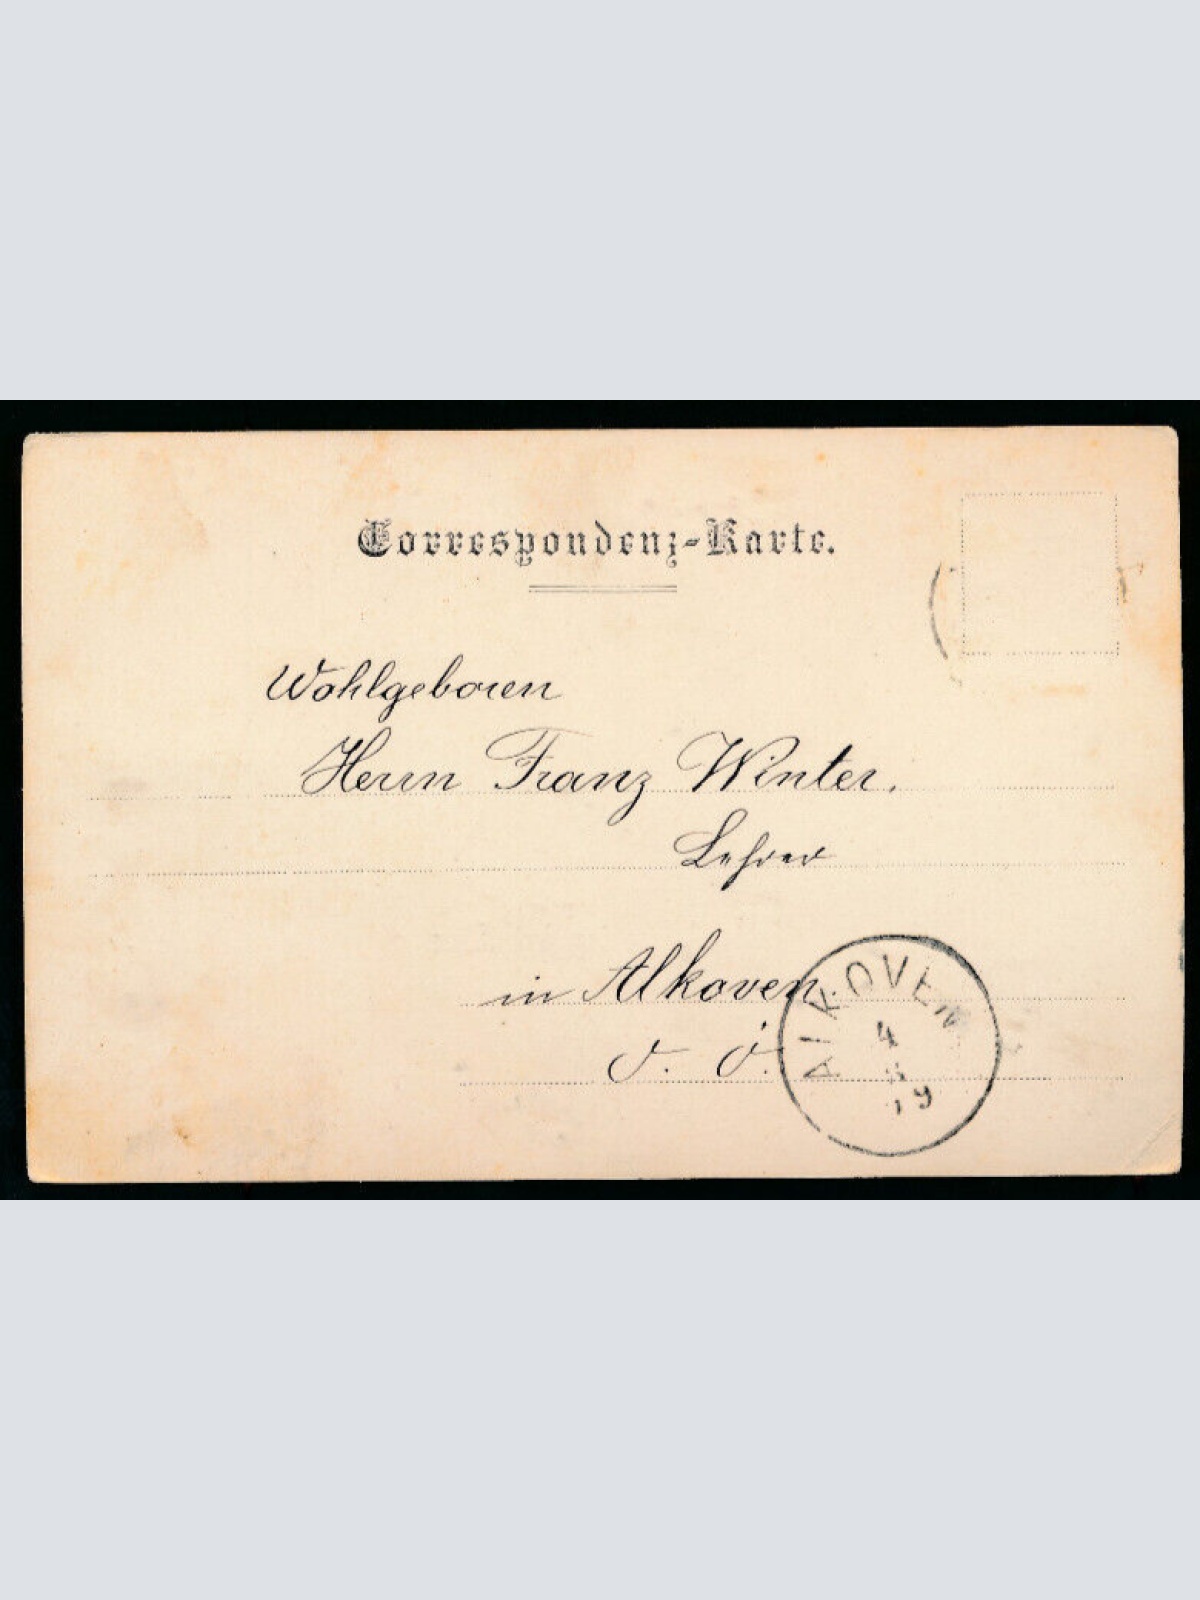 Correspondenz-Karte.
Wohlgeboren
Herrn Franz Winter.
Lehrer
in Alkoven.
O. Ö.
ALKOVEN
4